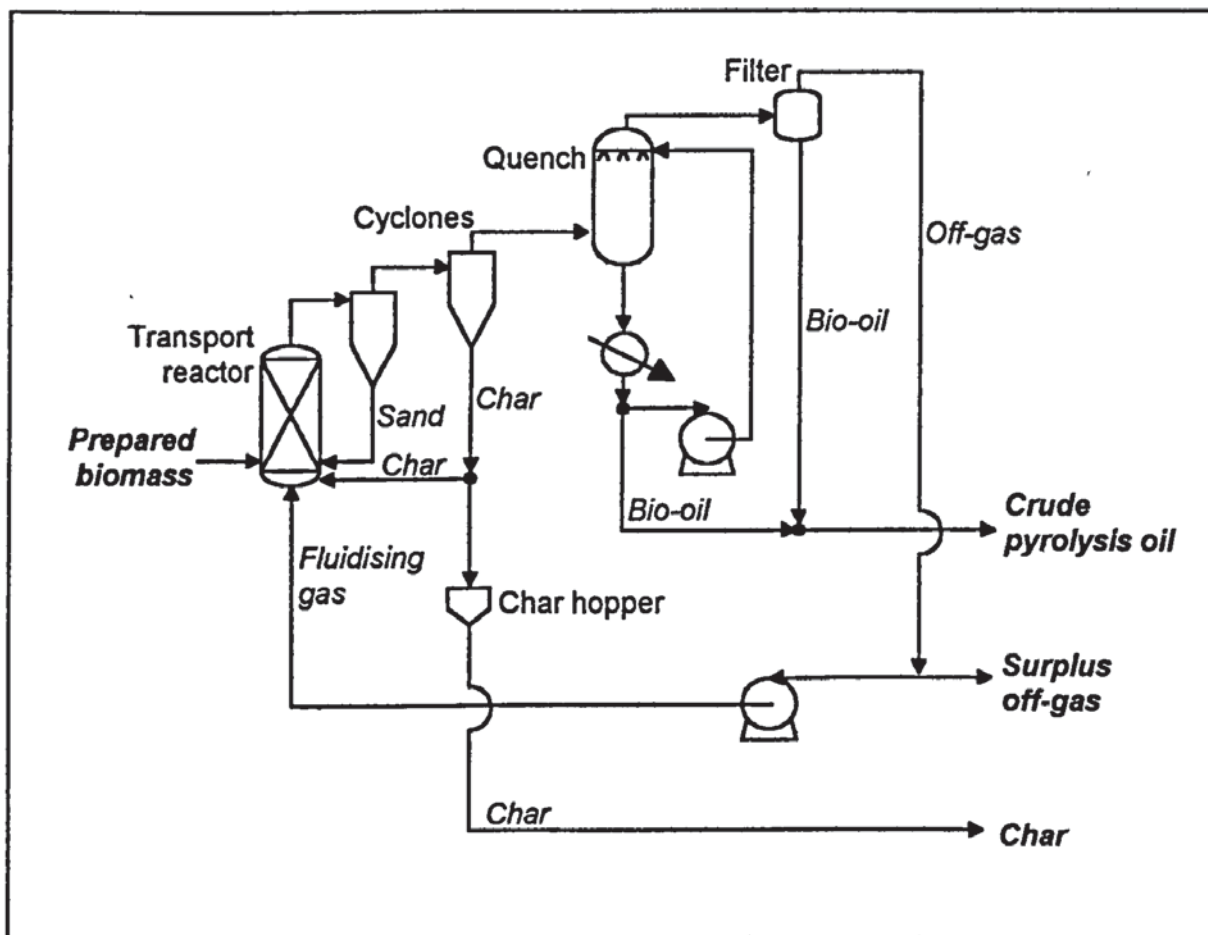 Filter
Quench
Cyclones
Off-gas
Bio-oil
Transport
reactor
Sand
Char
Prepared
biomass
Char
Bio-oil
Crude
pyrolysis oil
Fluidising
gas
Char hopper
Surplus
off-gas
Char
Char